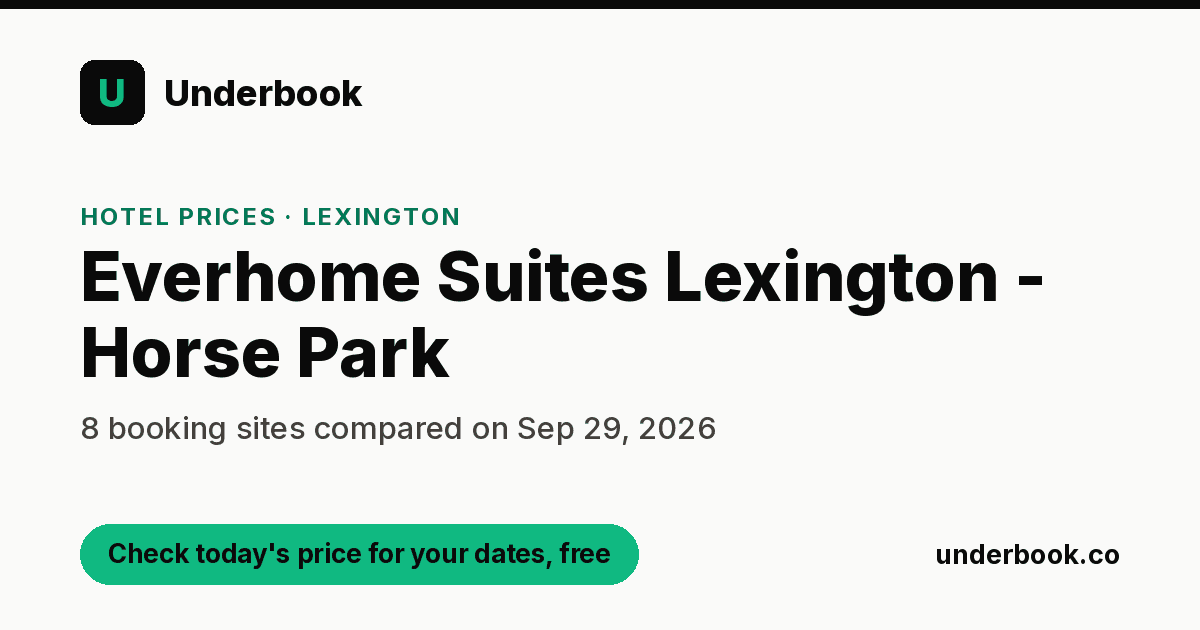 U Underbook
HOTEL PRICES · LEXINGTON
Everhome Suites Lexington -
Horse Park
8 booking sites compared on Sep 29, 2026
Check today's price for your dates, free
underbook.co